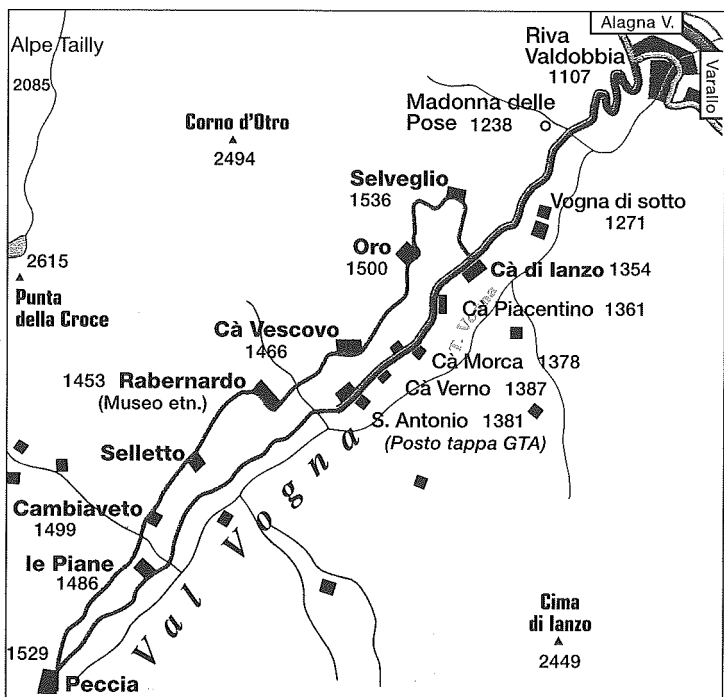 Alagna V.
Riva
Valdobbia
1107
Varallo
Alpe Tailly
2085
Madonna delle
Pose 1238
Corno d'Otro
2494
Selveglio
1536
Vogna di sotto
1271
Oro
1500
2615
Punta
della Croce
Cà di Ianzo 1354
T. Vogna
Cà Piacentino 1361
Cà Vescovo
1466
Cà Morca 1378
1453 Rabernardo
(Museo etn.)
Cà Verno 1387
S. Antonio 1381
(Posto tappa GTA)
Selletto
Val Vogna
Cambiaveto
1499
le Piane
1486
Cima
di Ianzo
2449
1529
Peccia